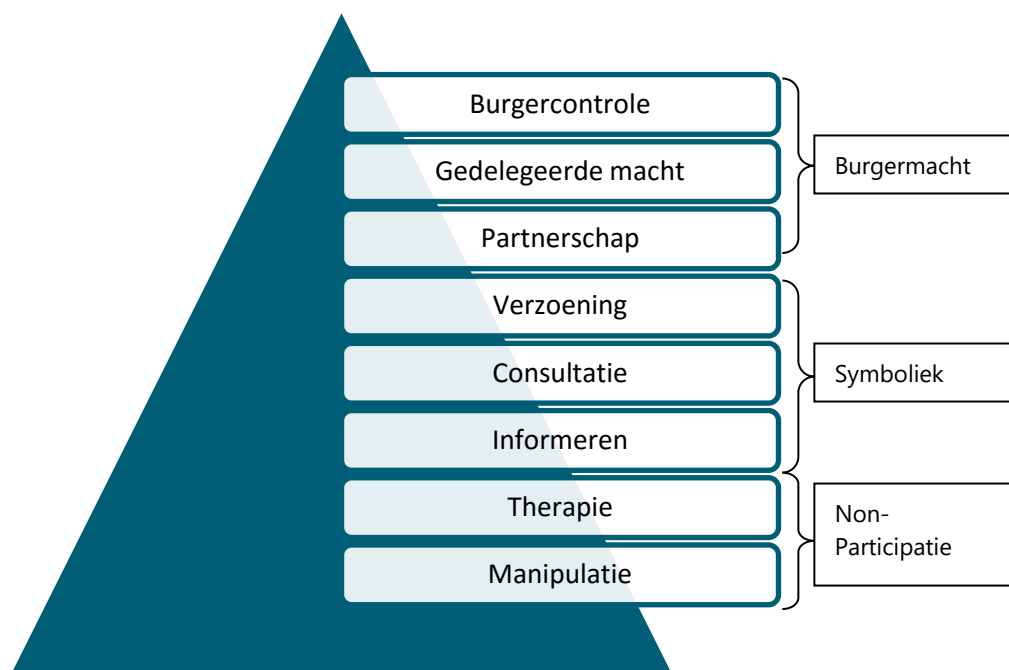 Burgercontrole
Gedelegeerde macht
Partnerschap
Burgermacht
Verzoening
Consultatie
Informeren
Symboliek
Therapie
Manipulatie
Non-
Participatie